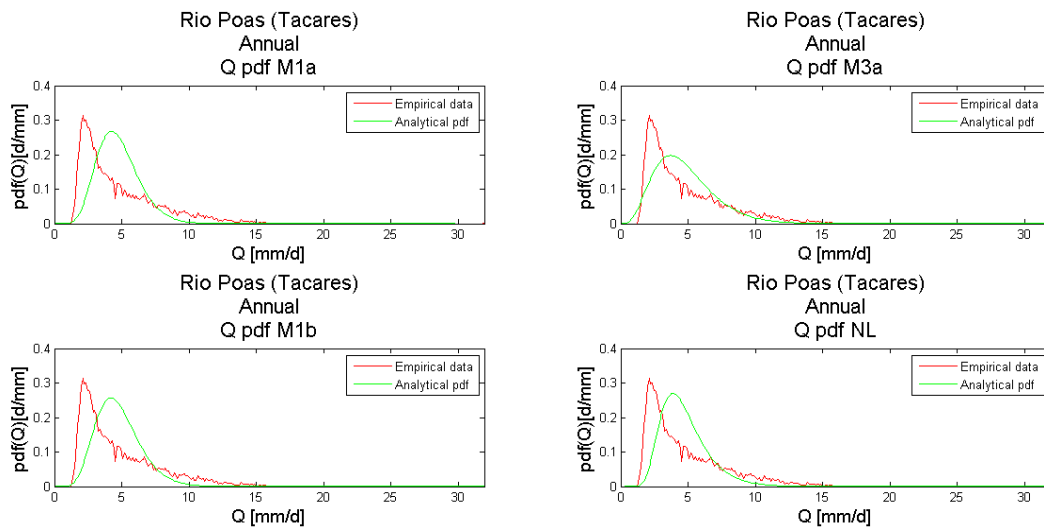 Rio Poas (Tacares)
Annual
Q pdf M1a
0.4
0.3
0.2
0.1
0
pdf(Q)[d/mm]
Empirical data
Analytical pdf
0 5 10 15 20 25 30
Q [mm/d]
Rio Poas (Tacares)
Annual
Q pdf M3a
0.4
0.3
0.2
0.1
0
pdf(Q)[d/mm]
Empirical data
Analytical pdf
0 5 10 15 20 25 30
Q [mm/d]
Rio Poas (Tacares)
Annual
Q pdf M1b
0.4
0.3
0.2
0.1
0
pdf(Q)[d/mm]
Empirical data
Analytical pdf
0 5 10 15 20 25 30
Q [mm/d]
Rio Poas (Tacares)
Annual
Q pdf NL
0.4
0.3
0.2
0.1
0
pdf(Q)[d/mm]
Empirical data
Analytical pdf
0 5 10 15 20 25 30
Q [mm/d]